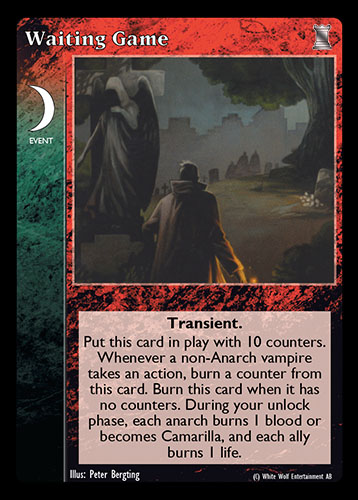 Waiting Game
EVENT
Transient.
Put this card in play with 10 counters.
Whenever a non-Anarch vampire
takes an action, burn a counter from
this card. Burn this card when it has
no counters. During your unlock
phase, each anarch burns 1 blood or
becomes Camarilla, and each ally
burns 1 life.
Illus: Peter Bergting
(C) White Wolf Entertainment AB